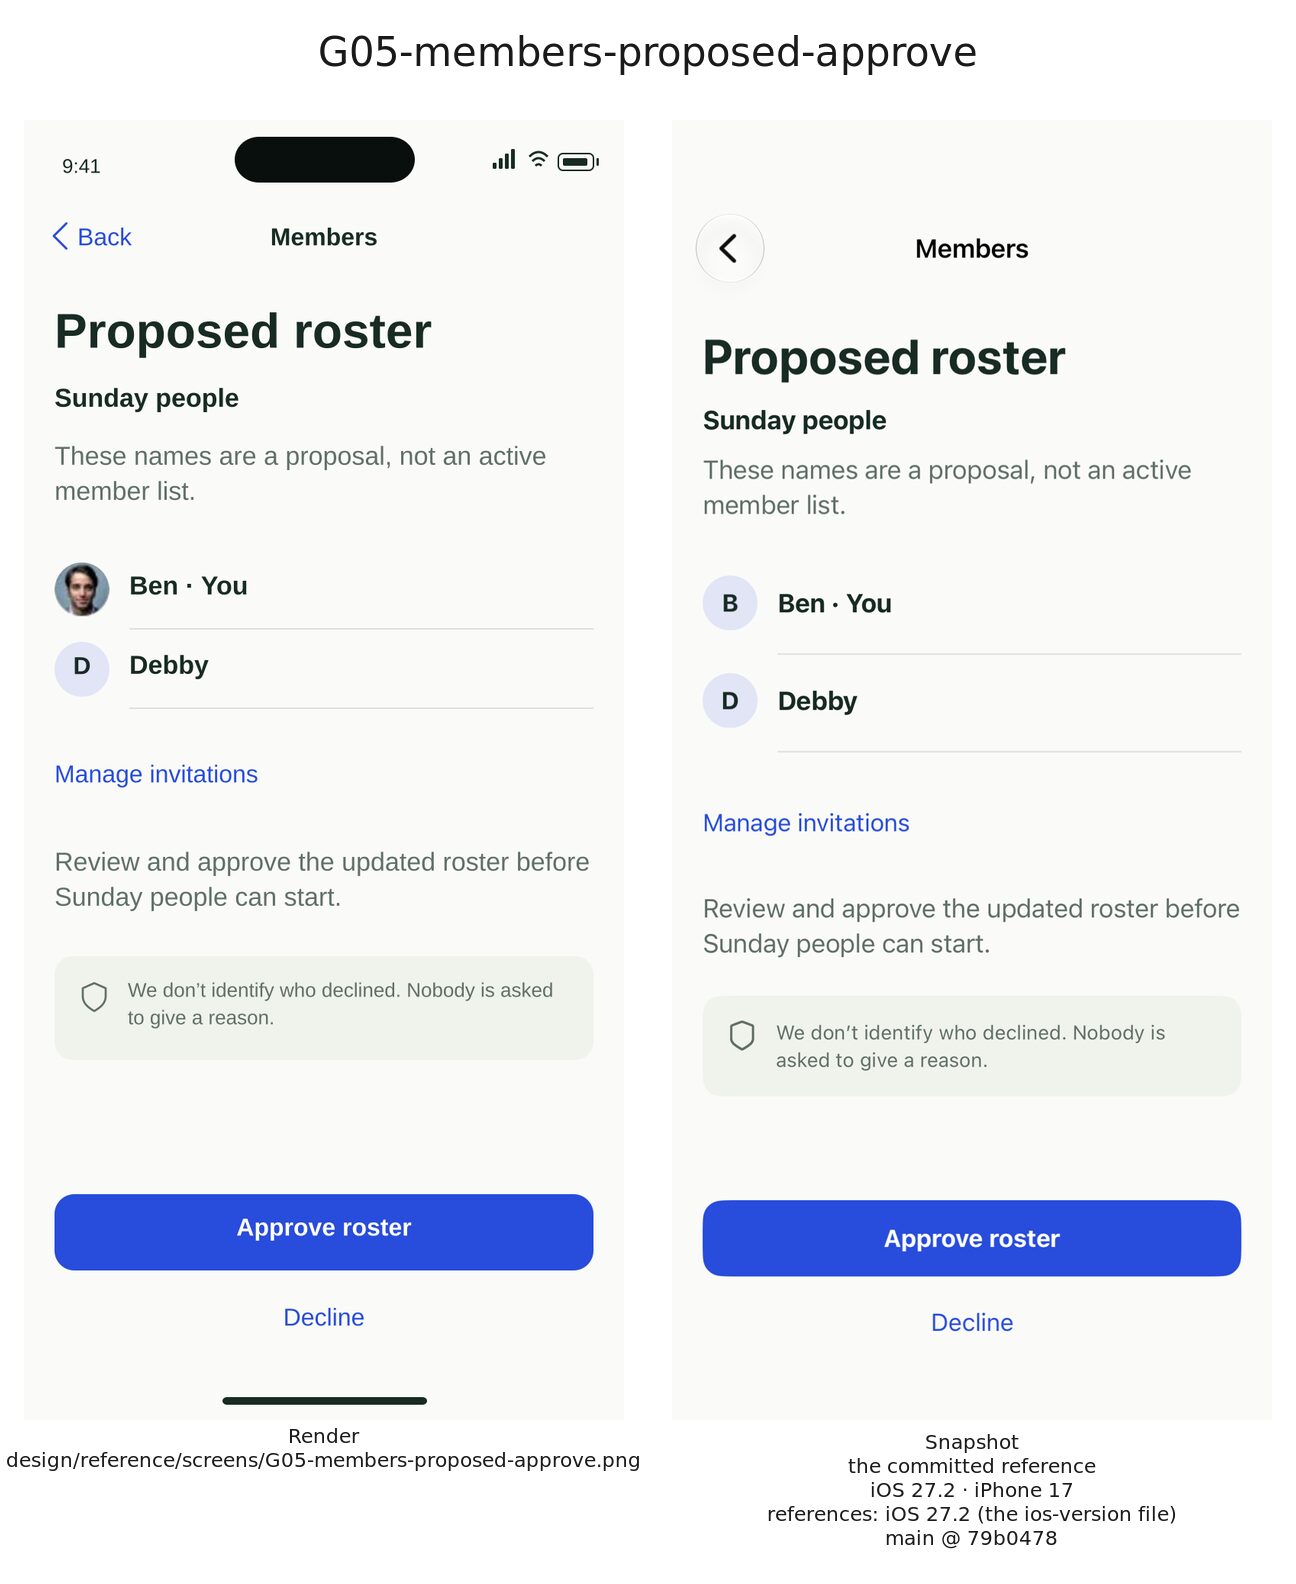 G05-members-proposed-approve
9:41
Back
Members
Proposed roster
Sunday people
These names are a proposal, not an active
member list.
Ben · You
D
Debby
Manage invitations
Review and approve the updated roster before
Sunday people can start.
We don’t identify who declined. Nobody is asked
to give a reason.
Approve roster
Decline
Render
design/reference/screens/G05-members-proposed-approve.png
Members
Proposed roster
Sunday people
These names are a proposal, not an active
member list.
B
Ben · You
D
Debby
Manage invitations
Review and approve the updated roster before
Sunday people can start.
We don’t identify who declined. Nobody is
asked to give a reason.
Approve roster
Decline
Snapshot
the committed reference
iOS 27.2 · iPhone 17
references: iOS 27.2 (the ios-version file)
main @ 79b0478